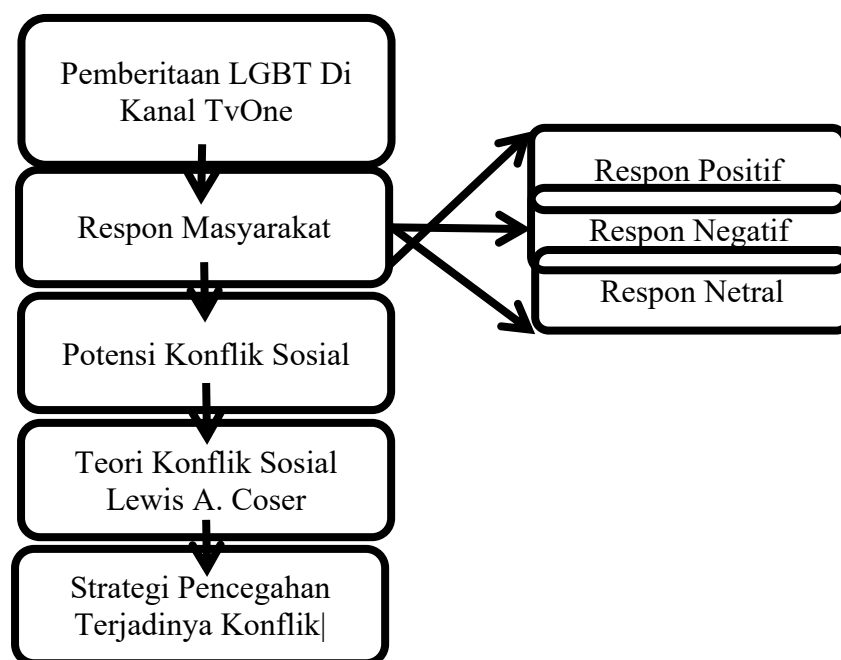 Pemberitaan LGBT Di
Kanal TvOne
Respon Masyarakat
Respon Positif
Respon Negatif
Respon Netral
Potensi Konflik Sosial
Teori Konflik Sosial
Lewis A. Coser
Strategi Pencegahan
Terjadinya Konflik